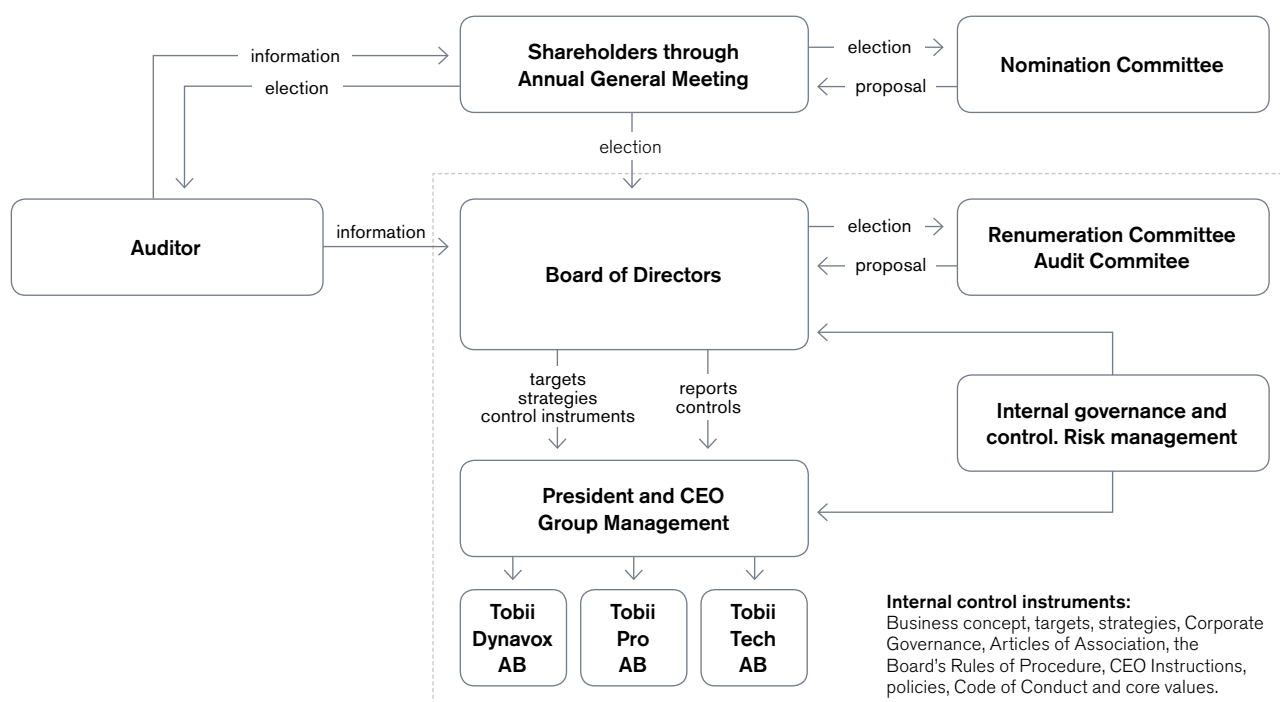 information
election
Shareholders through
Annual General Meeting
election
proposal
Nomination Committee
election
Auditor
information
Board of Directors
election
proposal
Renumeration Committee
Audit Commitee
targets
strategies
control instruments
reports
controls
Internal governance and
control. Risk management
President and CEO
Group Management
Tobii
Dynavox
AB
Tobii
Pro
AB
Tobii
Tech
AB
Internal control instruments:
Business concept, targets, strategies, Corporate
Governance, Articles of Association, the
Board's Rules of Procedure, CEO Instructions,
policies, Code of Conduct and core values.